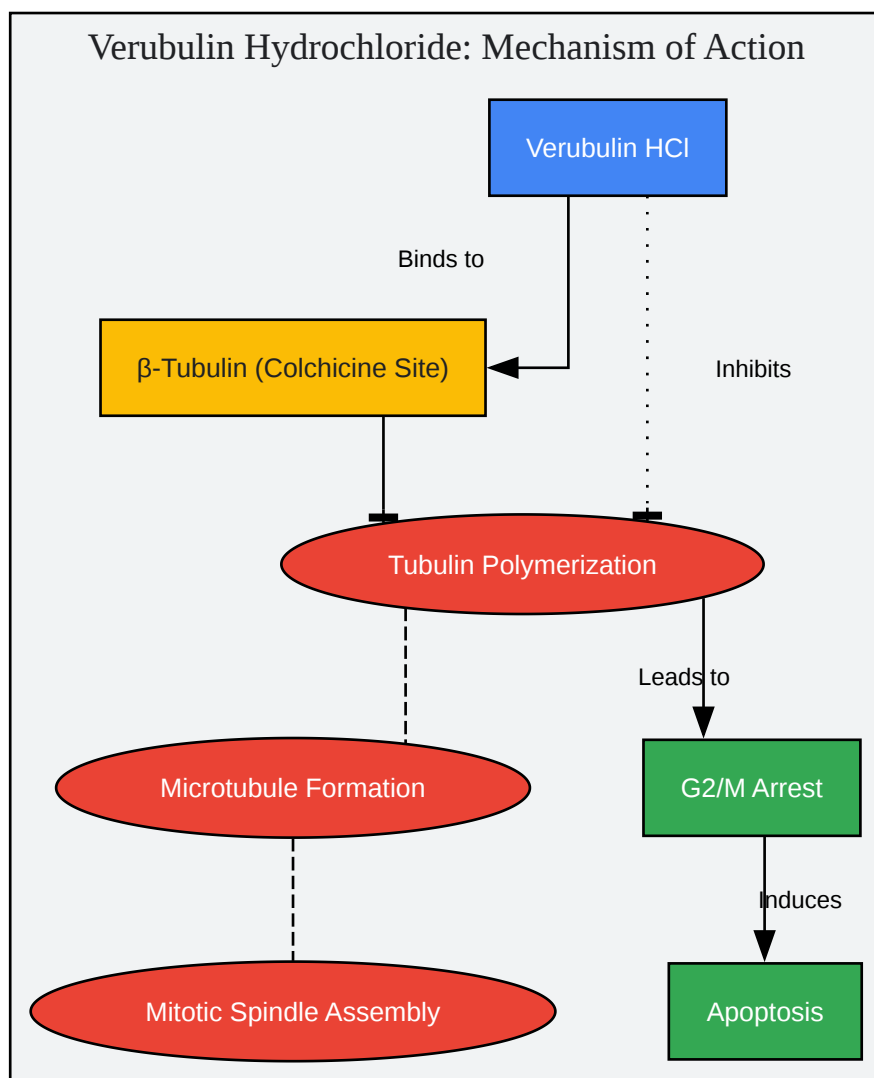 Verubulin Hydrochloride: Mechanism of Action
Verubulin HCl
Binds to
β-Tubulin (Colchicine Site)
Inhibits
Tubulin Polymerization
Leads to
Microtubule Formation
G2/M Arrest
Induces
Mitotic Spindle Assembly
Apoptosis